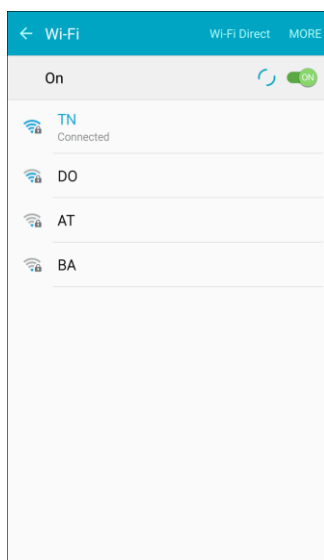 Wi-Fi Wi-Fi Direct MORE
On ON
TN
Connected
DO
AT
BA